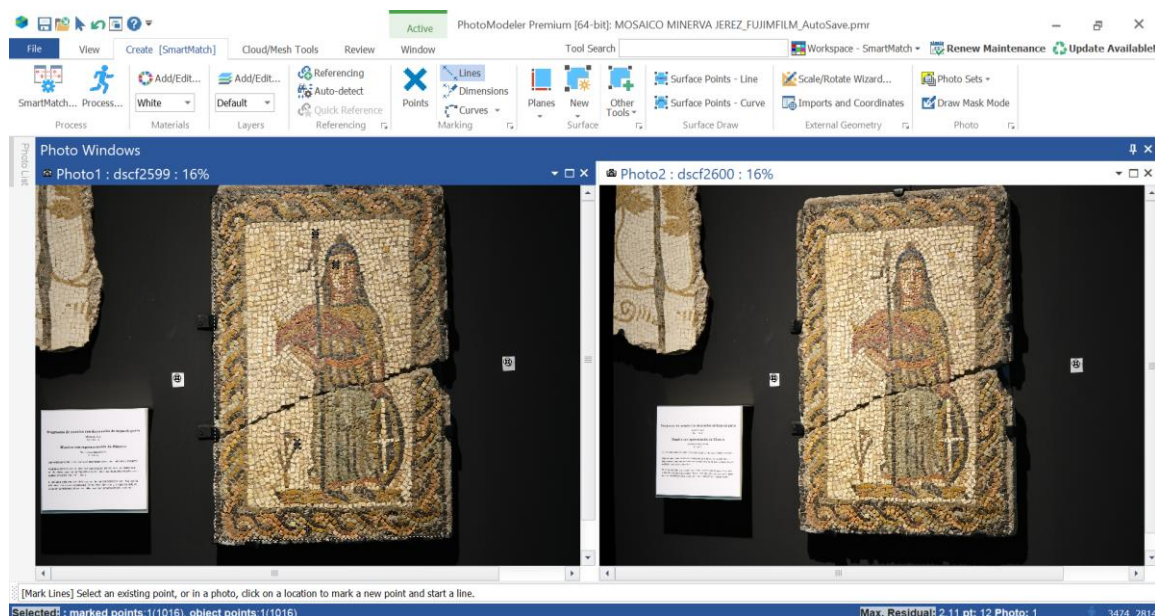 Active
PhotoModeler Premium [64-bit]: MOSAICO MINERVA JEREZ_FUJIMFILM_AutoSave.pmr
File View Create [SmartMatch] Cloud/Mesh Tools Review Window Tool Search Workspace - SmartMatch Renew Maintenance Update Available!
SmartMatch... Process...
Process
Add/Edit...
White
Materials
Add/Edit...
Default
Layers
Referencing
Auto-detect
Quick Reference
Referencing
Points
Lines
Dimensions
Curves
Marking
Planes New Other Tools
Surface
Surface Points - Line
Surface Points - Curve
Surface Draw
Scale/Rotate Wizard...
Imports and Coordinates
External Geometry
Photo Sets
Draw Mask Mode
Photo
Photo List
Photo Windows
Photo1 : dscf2599 : 16%
Photo2 : dscf2600 : 16%
[Mark Lines] Select an existing point, or in a photo, click on a location to mark a new point and start a line.
Selected: : marked points:1(1016), object points:1(1016)
Max. Residual: 2.11 pt: 12 Photo: 1
3474, 2814